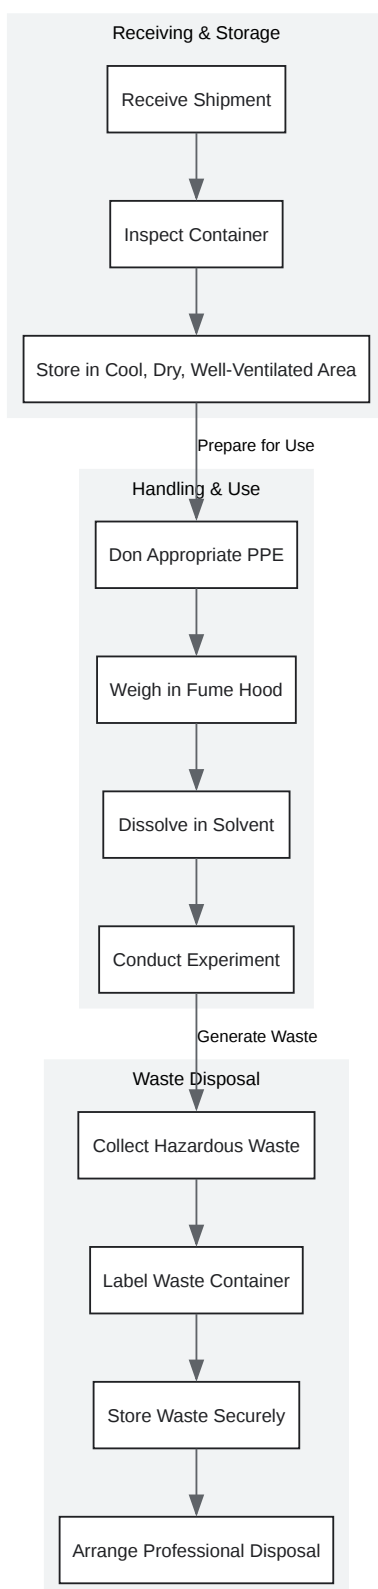 Receiving & Storage
Receive Shipment
Inspect Container
Store in Cool, Dry, Well-Ventilated Area
Prepare for Use
Handling & Use
Don Appropriate PPE
Weigh in Fume Hood
Dissolve in Solvent
Conduct Experiment
Generate Waste
Waste Disposal
Collect Hazardous Waste
Label Waste Container
Store Waste Securely
Arrange Professional Disposal